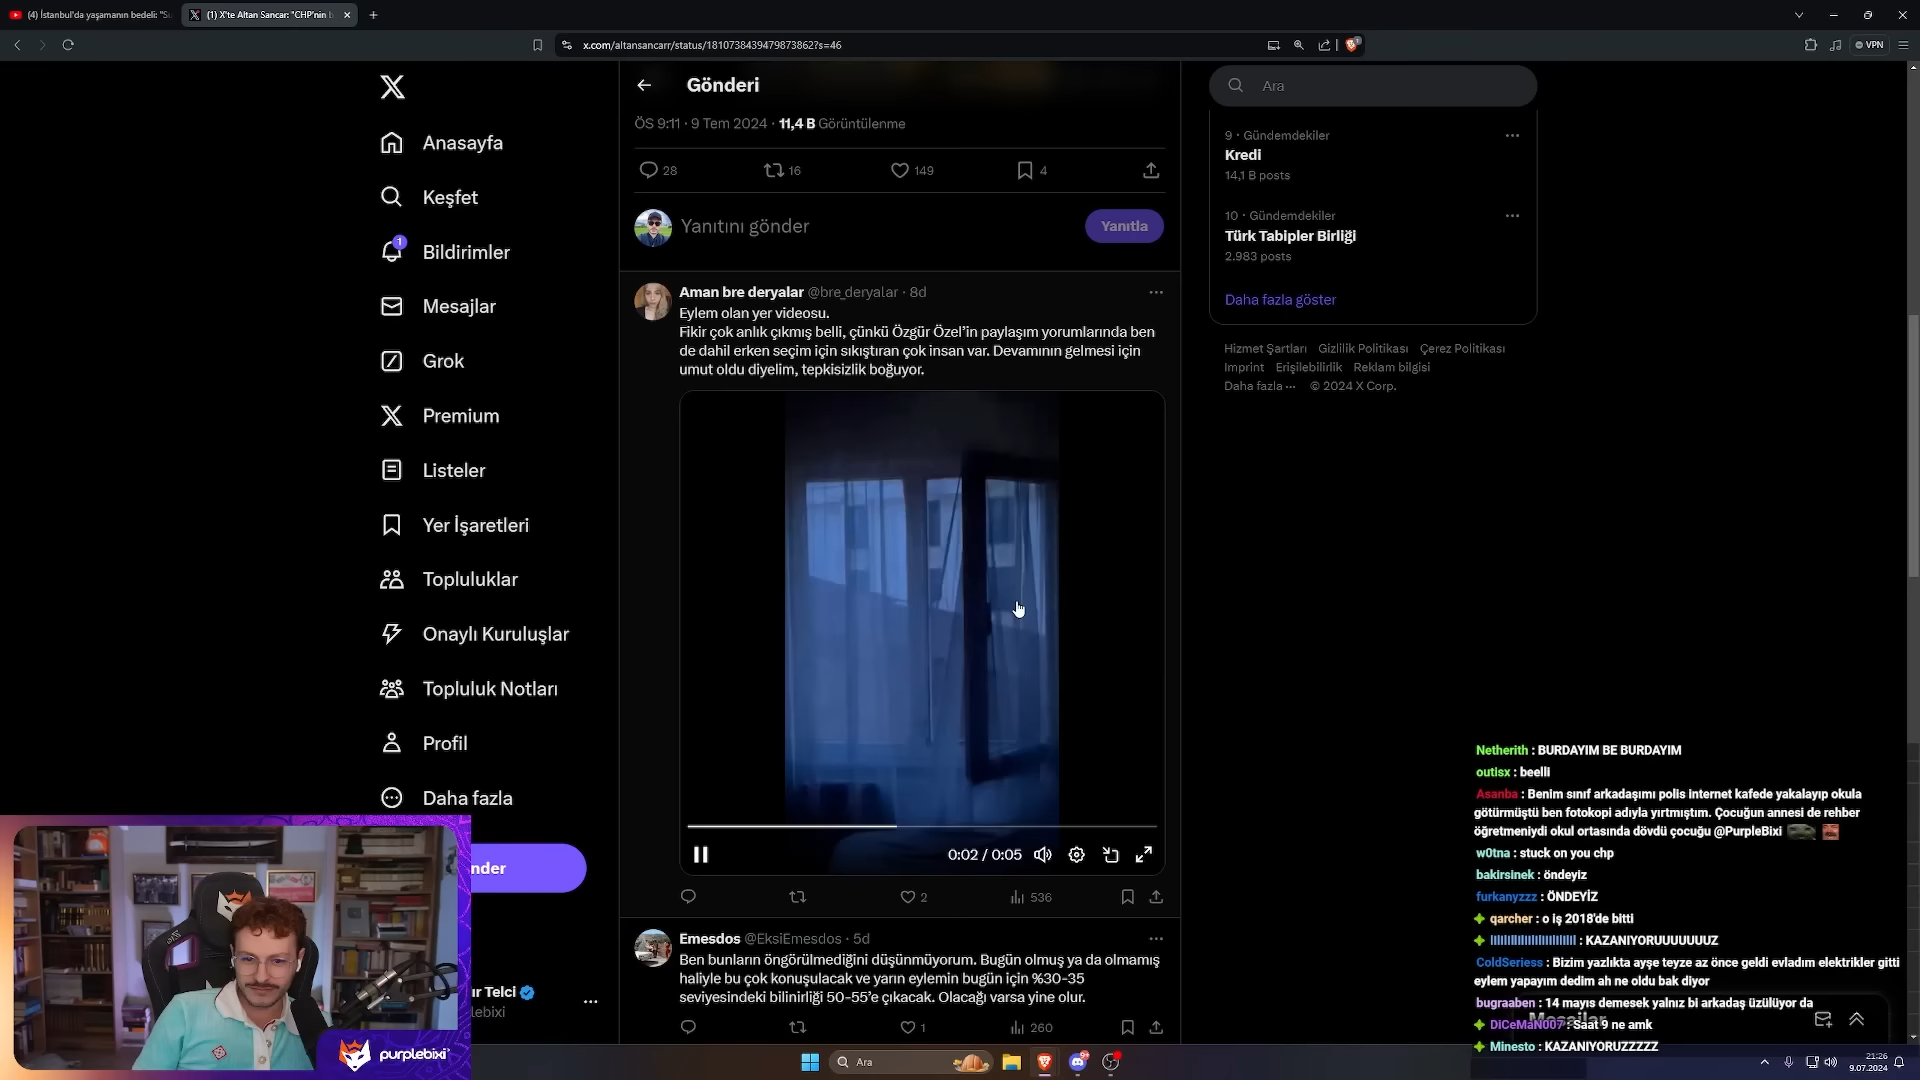 (4) İstanbul'da yaşamanın bedeli: "Su
(1) X'te Altan Sancar: "CHP'nin b
x.com/altansancarr/status/1810738439479873862?s=46
VPN
Anasayfa
Keşfet
1
Bildirimler
Mesajlar
Grok
Premium
Listeler
Yer İşaretleri
Topluluklar
Onaylı Kuruluşlar
Topluluk Notları
Profil
Daha fazla
nder
ır Telci
lebixi
purplebixi
Gönderi
ÖS 9:11 · 9 Tem 2024 · 11,4 B Görüntülenme
28
16
149
4
Yanıtını gönder
Yanıtla
Aman bre deryalar @bre_deryalar · 8d
Eylem olan yer videosu.
Fikir çok anlık çıkmış belli, çünkü Özgür Özel'in paylaşım yorumlarında ben
de dahil erken seçim için sıkıştıran çok insan var. Devamının gelmesi için
umut oldu diyelim, tepkisizlik boğuyor.
0:02 / 0:05
2
536
Emesdos @EksiEmesdos · 5d
Ben bunların öngörülmediğini düşünmüyorum. Bugün olmuş ya da olmamış
haliyle bu çok konuşulacak ve yarın eylemin bugün için %30-35
seviyesindeki bilinirliği 50-55'e çıkacak. Olacağı varsa yine olur.
1
260
Ara
9 · Gündemdekiler
Kredi
14,1 B posts
10 · Gündemdekiler
Türk Tabipler Birliği
2.983 posts
Daha fazla göster
Hizmet Şartları Gizlilik Politikası Çerez Politikası
Imprint Erişilebilirlik Reklam bilgisi
Daha fazla ··· © 2024 X Corp.
Netherith : BURDAYIM BE BURDAYIM
outisx : beelli
Asanba : Benim sınıf arkadaşımı polis internet kafede yakalayıp okula
götürmüştü ben fotokopi adıyla yırtmıştım. Çocuğun annesi de rehber
öğretmeniydi okul ortasında dövdü çocuğu @PurpleBixi
w0tna : stuck on you chp
bakirsinek : öndeyiz
furkanyzzz : ÖNDEYİZ
qarcher : o iş 2018'de bitti
: KAZANIYORUUUUUUZ
ColdSeriess : Bizim yazlıkta ayşe teyze az önce geldi evladım elektrikler gitti
eylem yapayım dedim ah ne oldu bak diyor
bugraaben : 14 mayıs demesek yalnız bi arkadaş üzülüyor da
Mesajlar
DiCeMaN007 : Saat 9 ne amk
Minesto : KAZANIYORUZZZZZ
Ara
21:26
9.07.2024